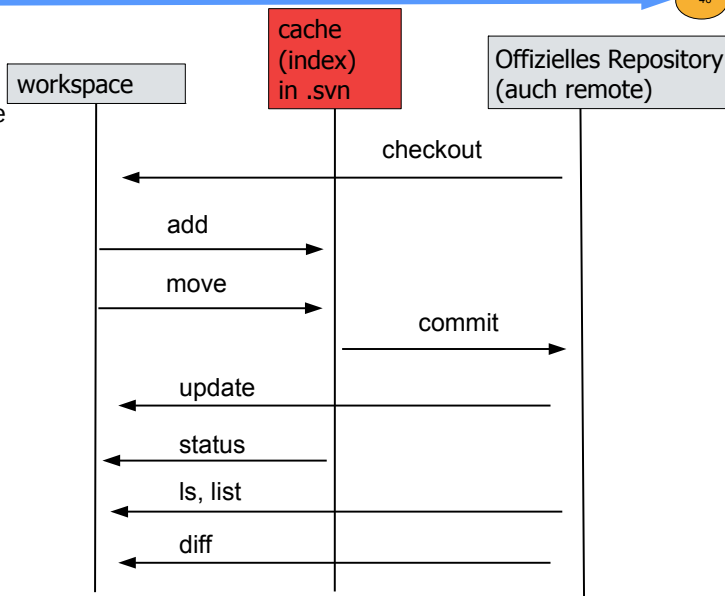 cache
(index)
in .svn
Offizielles Repository
(auch remote)
workspace
e
checkout
add
move
commit
update
status
ls, list
diff